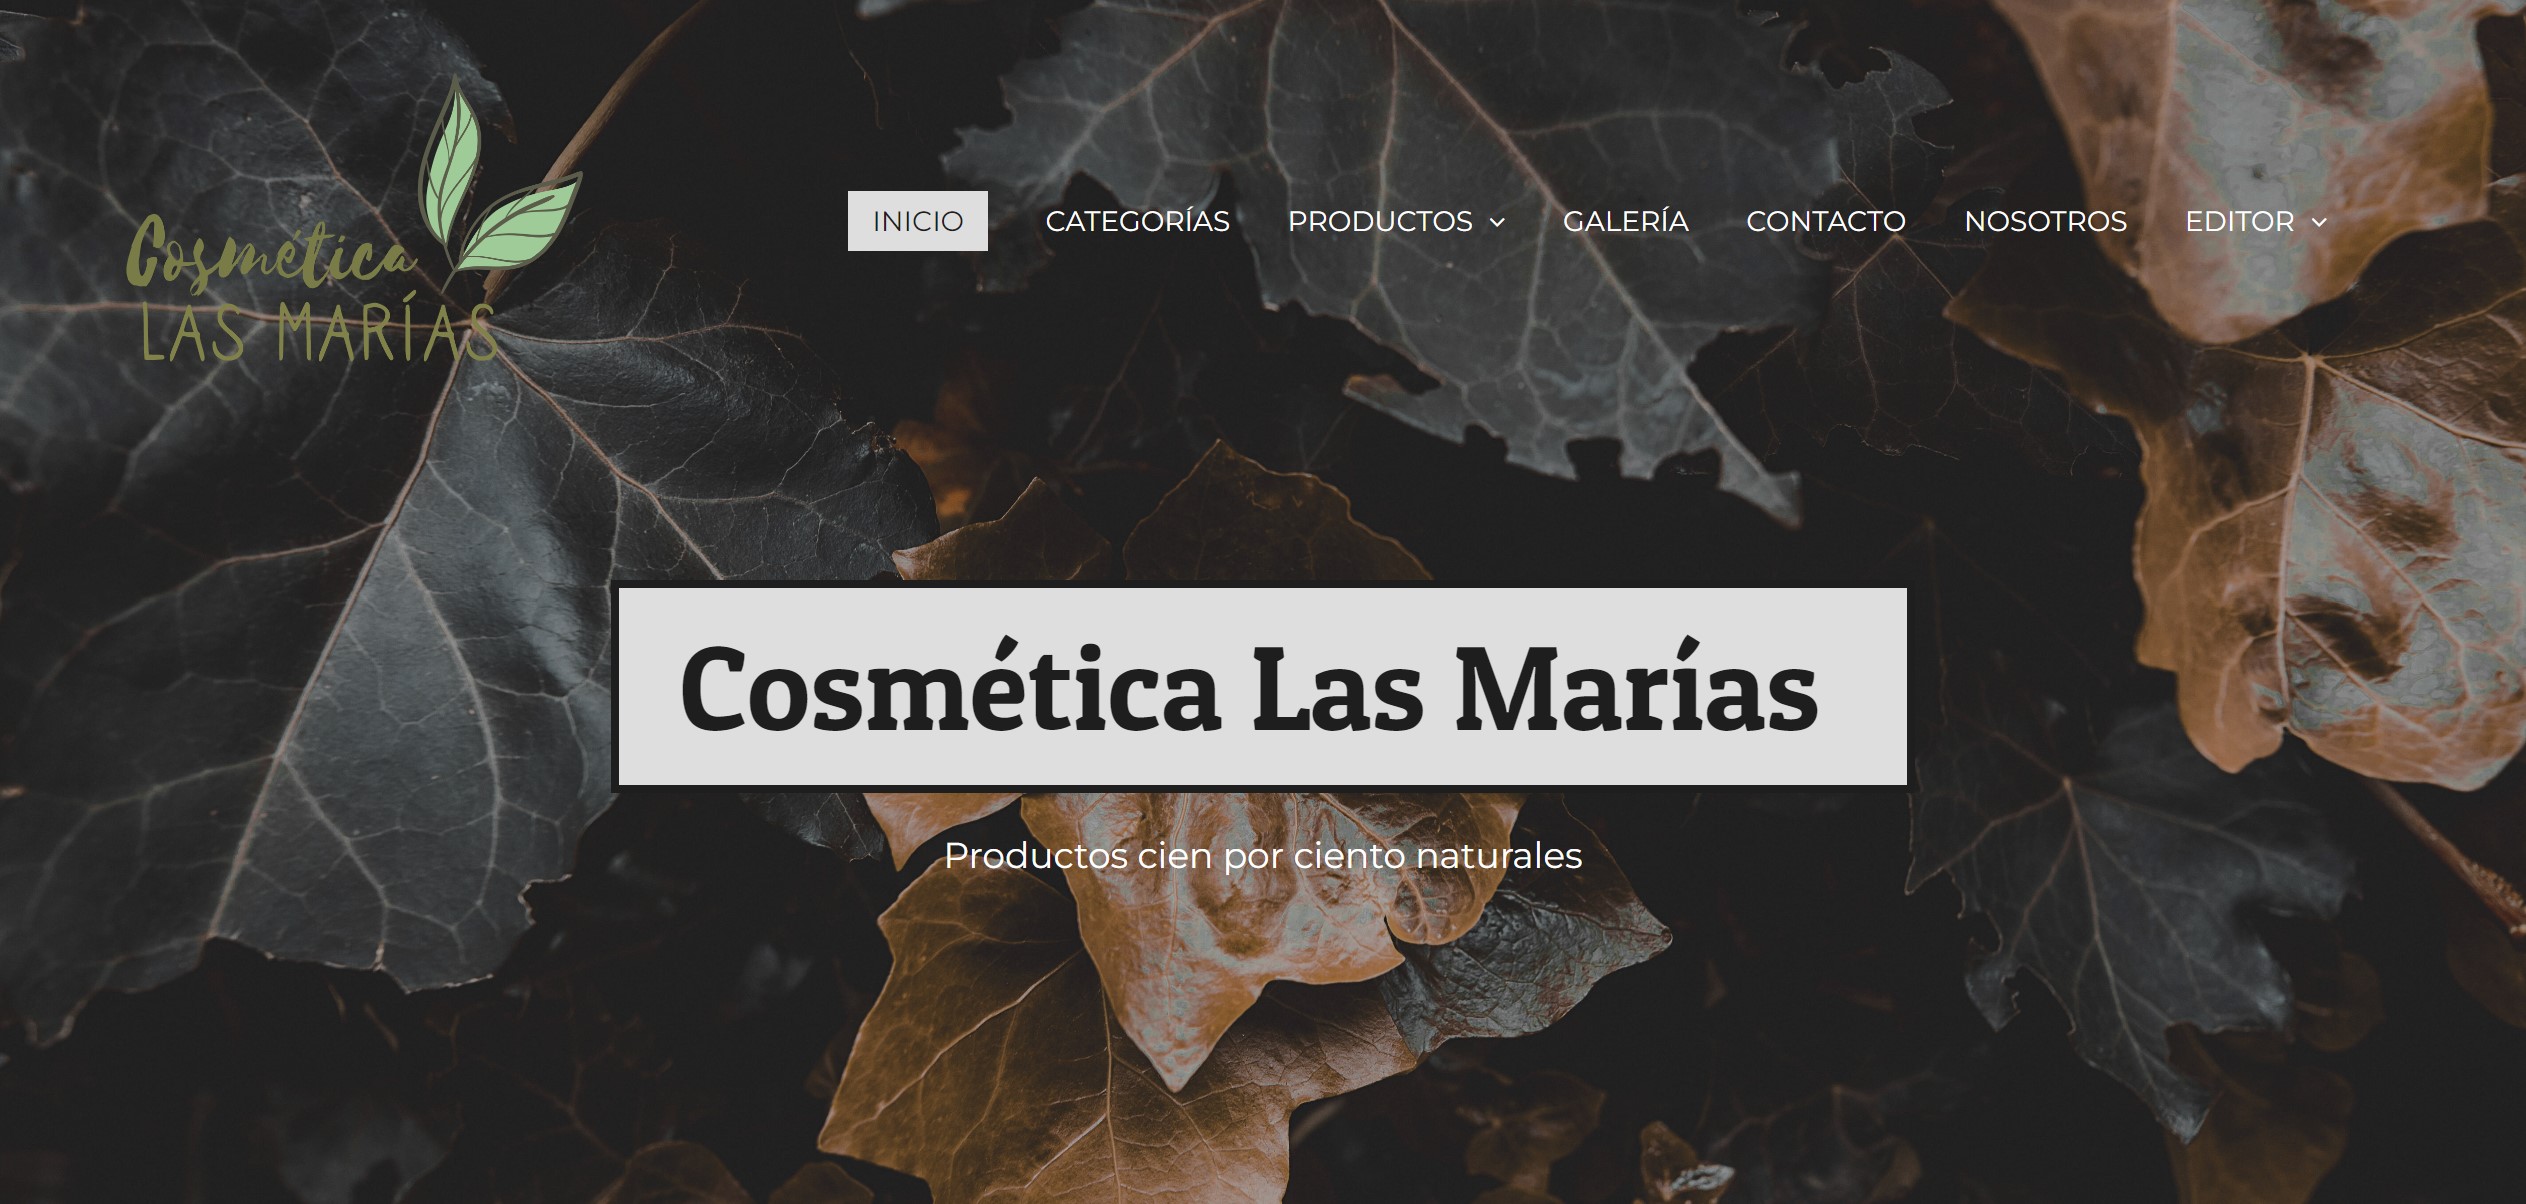 Cosmética
LAS MARÍAS
INICIO CATEGORÍAS PRODUCTOS GALERÍA CONTACTO NOSOTROS EDITOR
Cosmética Las Marías
Productos cien por ciento naturales